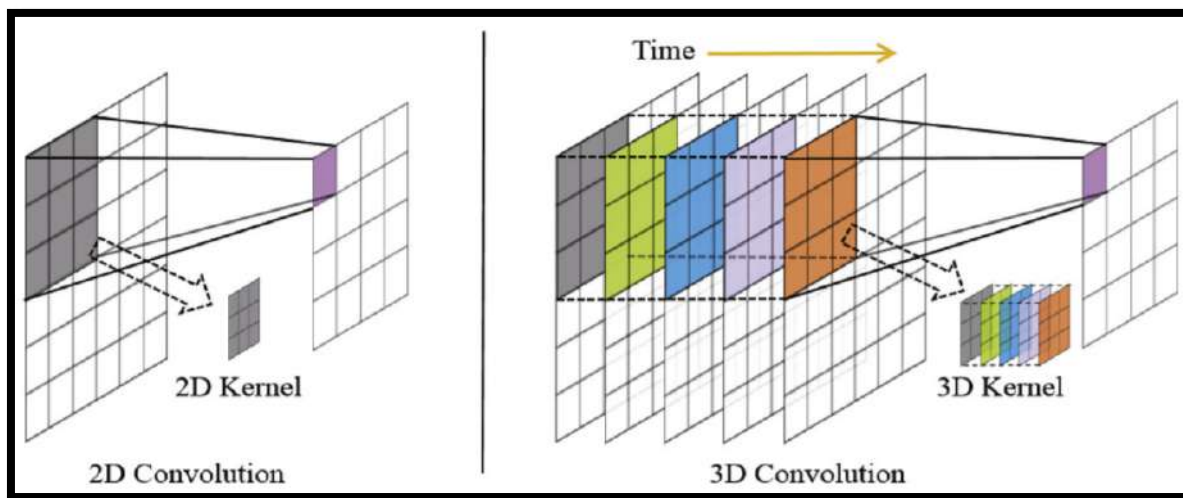 Time
2D Kernel
3D Kernel
2D Convolution
3D Convolution